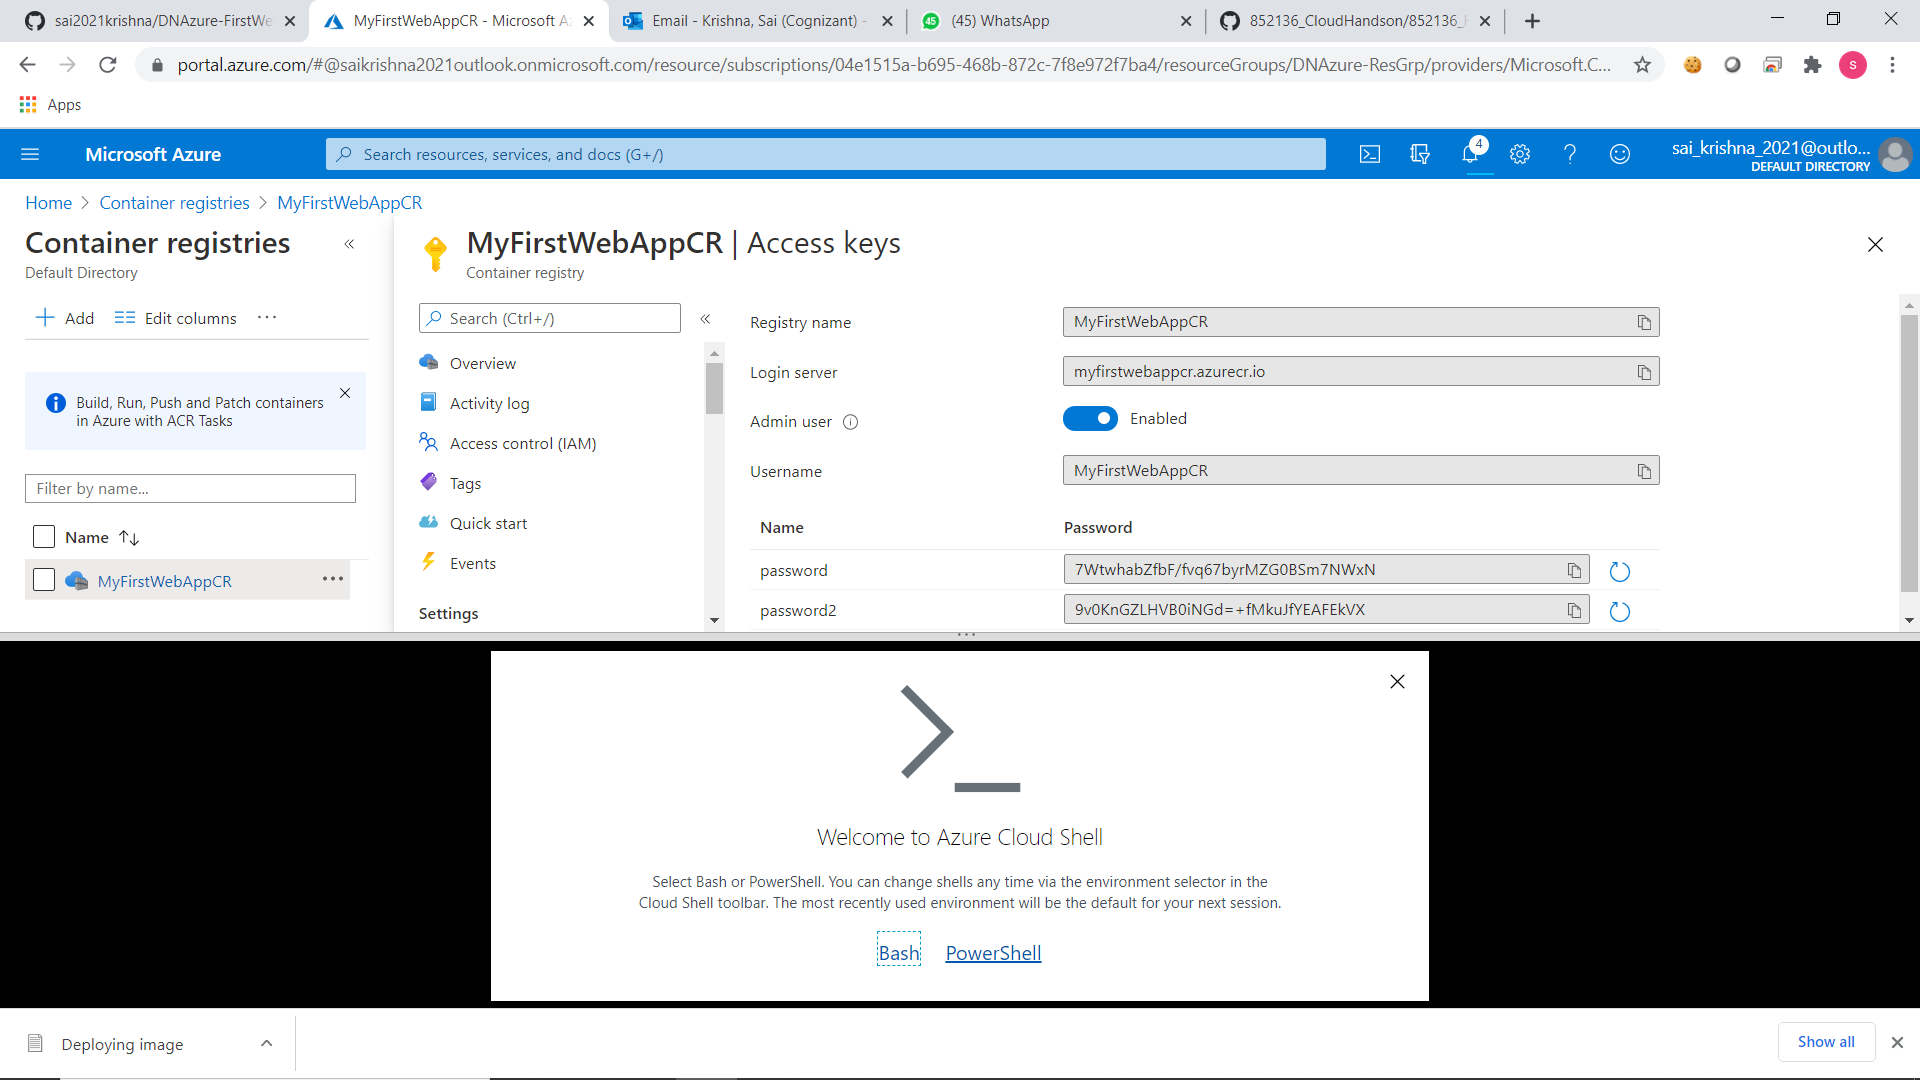 sai2021krishna/DNAzure-FirstWe
MyFirstWebAppCR - Microsoft A
Email - Krishna, Sai (Cognizant) -
45
(45) WhatsApp
852136_CloudHandson/852136_
portal.azure.com/#@saikrishna2021outlook.onmicrosoft.com/resource/subscriptions/04e1515a-b695-468b-872c-7f8e972f7ba4/resourceGroups/DNAzure-ResGrp/providers/Microsoft.C...
s
Apps
Microsoft Azure
Search resources, services, and docs (G+/)
4
sai_krishna_2021@outlo...
DEFAULT DIRECTORY
Home > Container registries > MyFirstWebAppCR
Container registries
Default Directory
Add
Edit columns
Build, Run, Push and Patch containers
in Azure with ACR Tasks
Filter by name...
Name
MyFirstWebAppCR
MyFirstWebAppCR | Access keys
Container registry
Search (Ctrl+/)
Overview
Activity log
Access control (IAM)
Tags
Quick start
Events
Settings
Registry name
MyFirstWebAppCR
Login server
myfirstwebappcr.azurecr.io
Admin user
Enabled
Username
MyFirstWebAppCR
Name
Password
password
7WtwhabZfbF/fvq67byrMZG0BSm7NWxN
password2
9v0KnGZLHVB0iNGd=+fMkuJfYEAFEkVX
Welcome to Azure Cloud Shell
Select Bash or PowerShell. You can change shells any time via the environment selector in the
Cloud Shell toolbar. The most recently used environment will be the default for your next session.
Bash
PowerShell
Deploying image
Show all